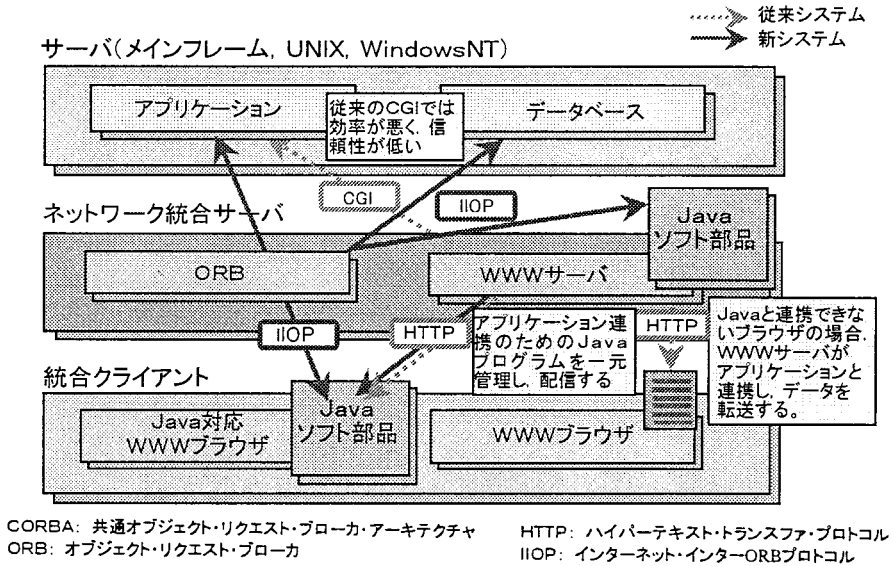 従来システム
新システム
サーバ(メインフレーム, UNIX, WindowsNT)
アプリケーション
従来のCGIでは
効率が悪く, 信
頼性が低い
データベース
CGI
IIOP
ネットワーク統合サーバ
Java
ソフト部品
ORB
WWWサーバ
IIOP
HTTP
アプリケーション連
携のためのJava
プログラムを一元
管理し, 配信する
HTTP
Javaと連携できな
いブラウザの場合,
WWWサーバが
アプリケーションと
連携し, データを
転送する。
統合クライアント
Java対応
WWWブラウザ
Java
ソフト部品
WWWブラウザ
CORBA: 共通オブジェクト・リクエスト・ブローカ・アーキテクチャ
HTTP: ハイパーテキスト・トランスファ・プロトコル
ORB: オブジェクト・リクエスト・ブローカ
IIOP: インターネット・インターORBプロトコル